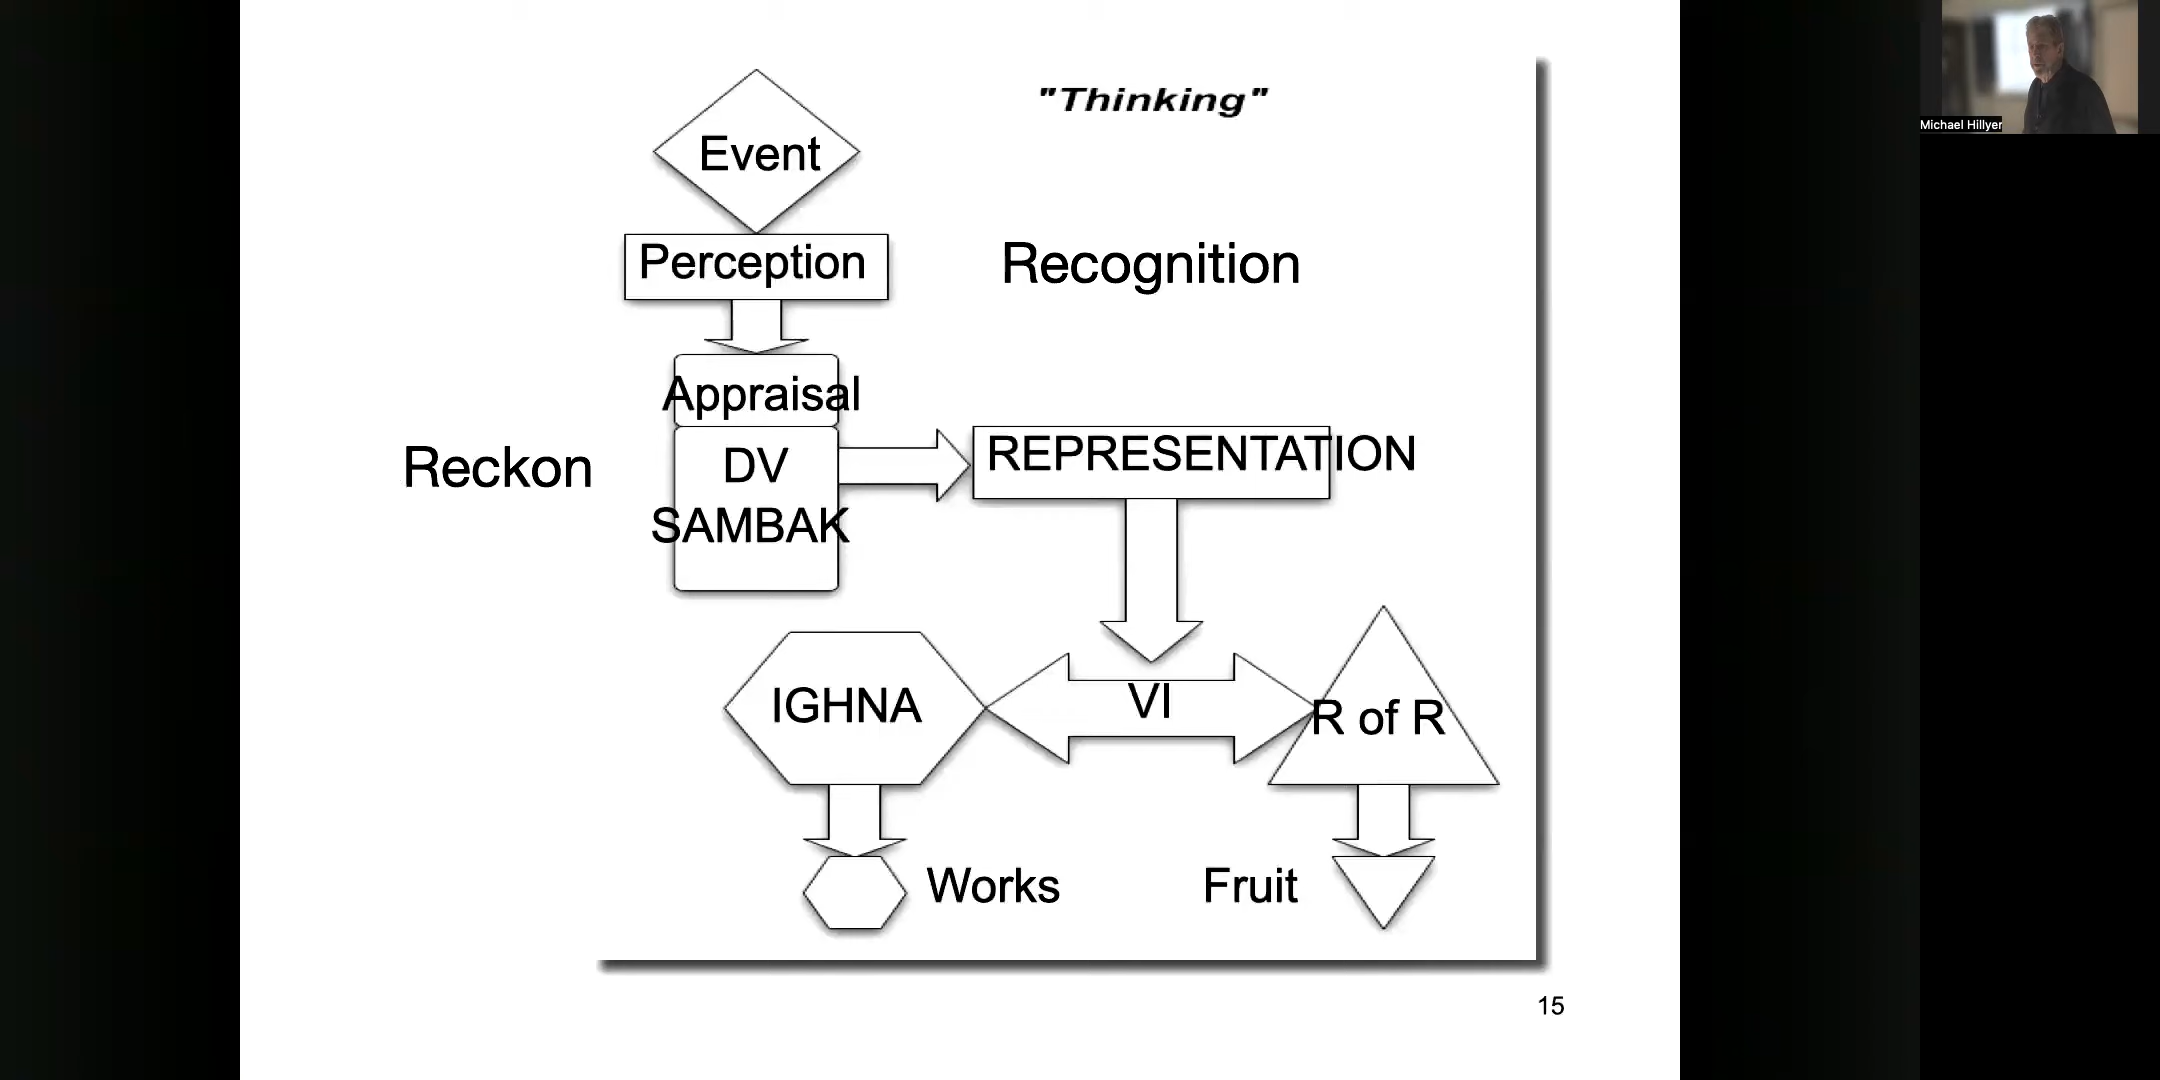 "Thinking"
Event
Perception
Recognition
Appraisal
Reckon
DV
SAMBAK
REPRESENTATION
IGHNA
VI
R of R
Works
Fruit
15
Michael Hillyer